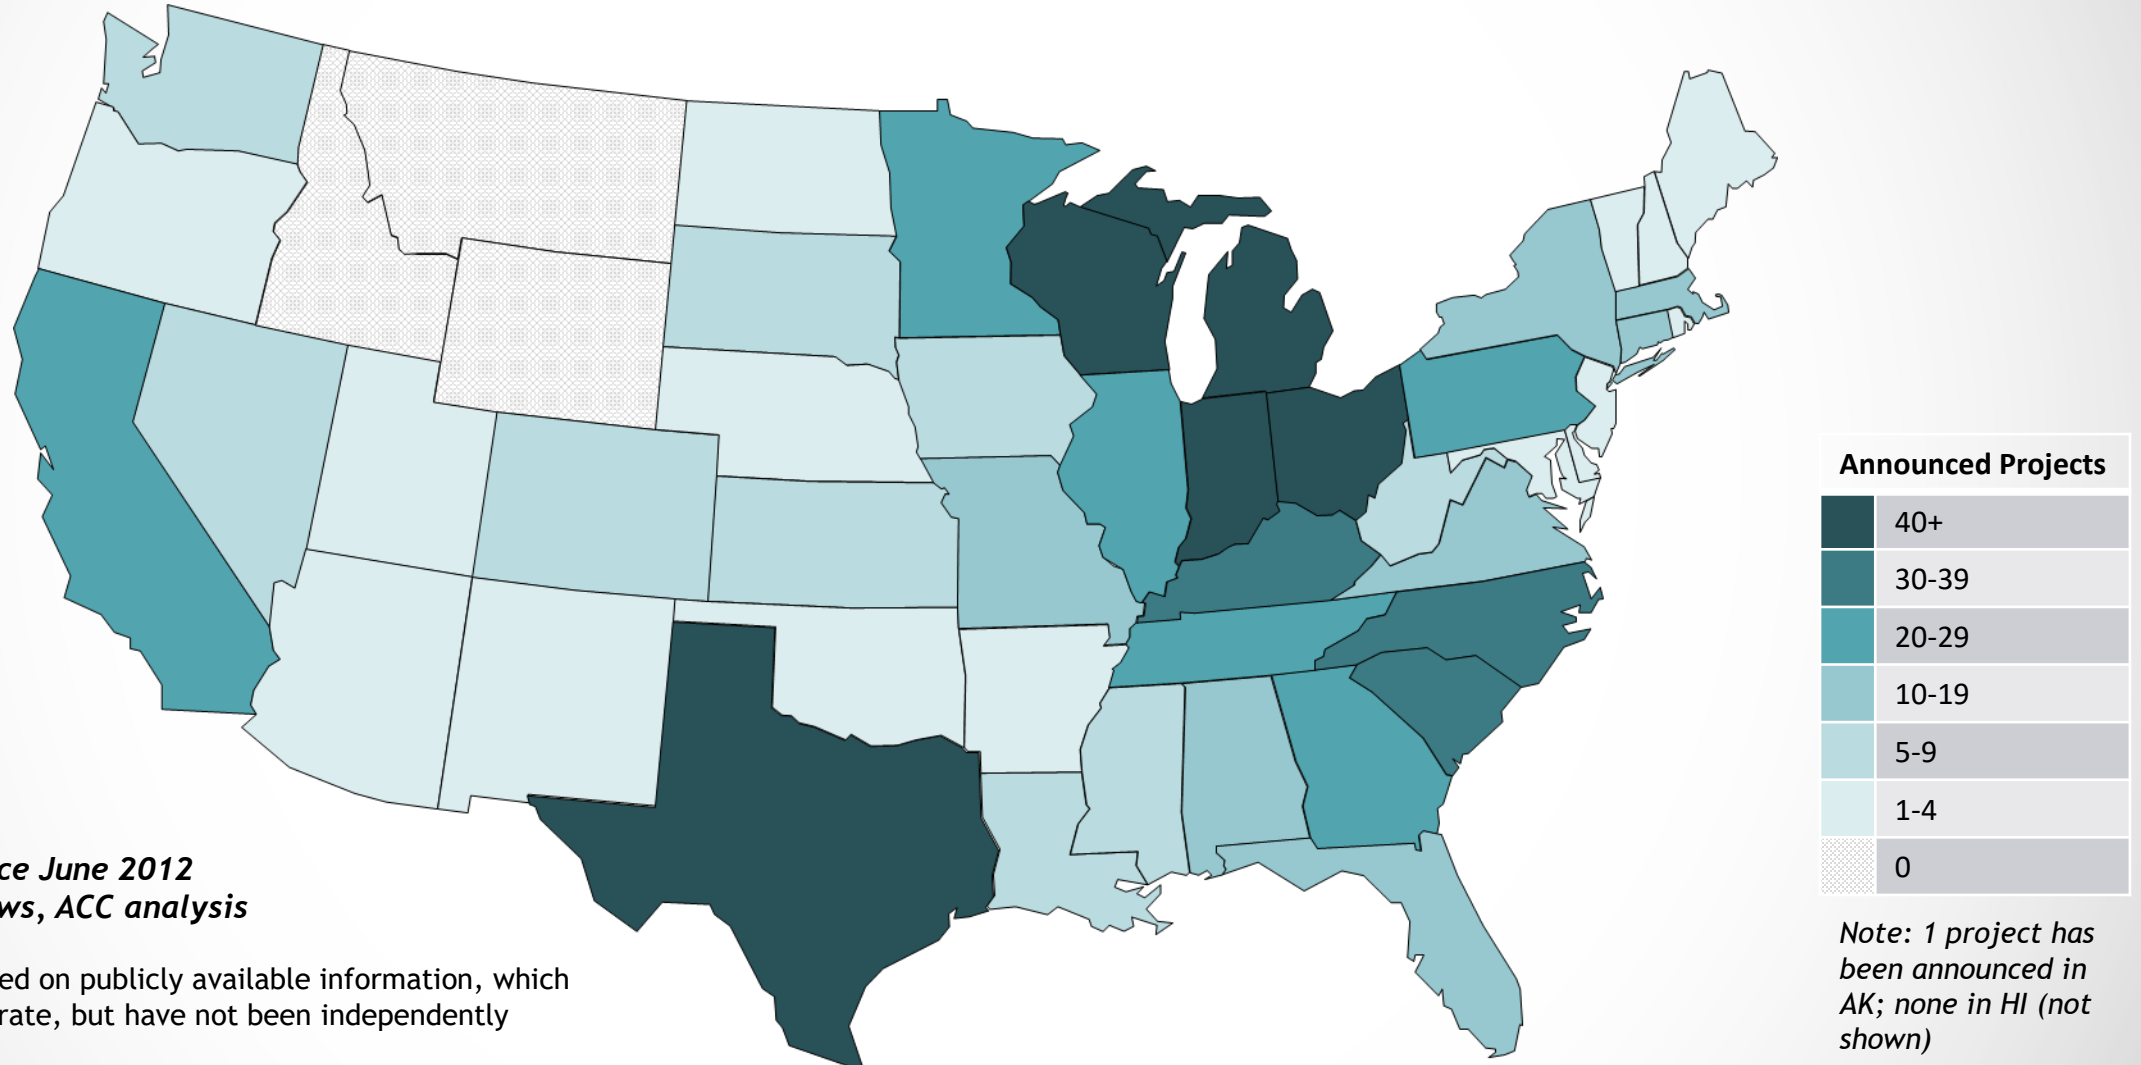 Announced Projects
40+
30-39
20-29
10-19
5-9
1-4
0
Note: 1 project has
been announced in
AK; none in HI (not
shown)
ce June 2012
ws, ACC analysis
ed on publicly available information, which
rate, but have not been independently